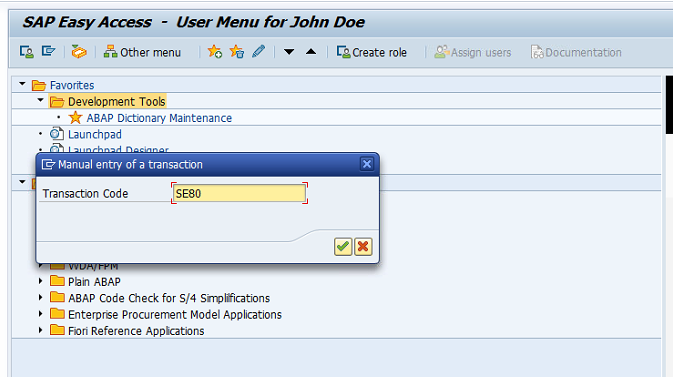 SAP Easy Access - User Menu for John Doe
Other menu Create role Assign users Documentation
Favorites
Development Tools
ABAP Dictionary Maintenance
Launchpad
Launchpad Designer
Manual entry of a transaction
Transaction Code SE80
WDA/FPM
Plain ABAP
ABAP Code Check for S/4 Simplifications
Enterprise Procurement Model Applications
Fiori Reference Applications